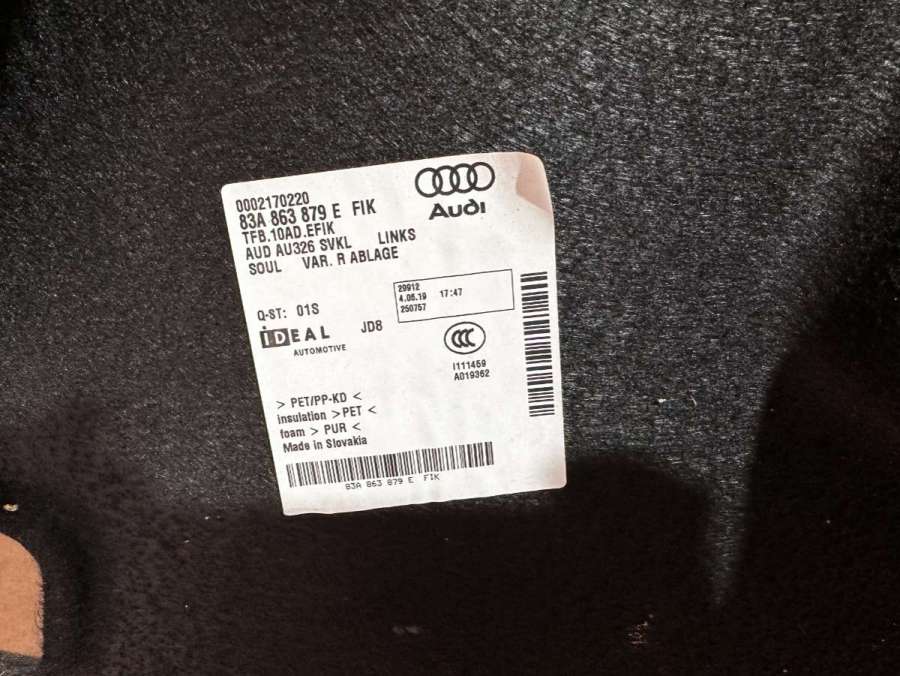 0002170220
83A 863 879 E FIK
TFB.10AD.EFIK
AUD AU326 SVKL LINKS
SOUL VAR. R ABLAGE
Audi
29912
4.06.19 17:47
250757
Q-ST: 01S
iDEAL
AUTOMOTIVE
JD8
CCC
I111459
A019362
> PET/PP-KD <
insulation >PET <
foam > PUR <
Made in Slovakia
83A 863 879 E FIK